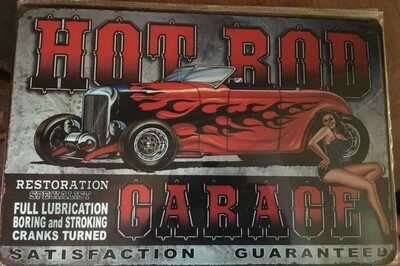 HOT ROD
RESTORATION
SPECIALIST
FULL LUBRICATION
BORING and STROKING
CRANKS TURNED
GARAGE
SATISFACTION GUARANTEED